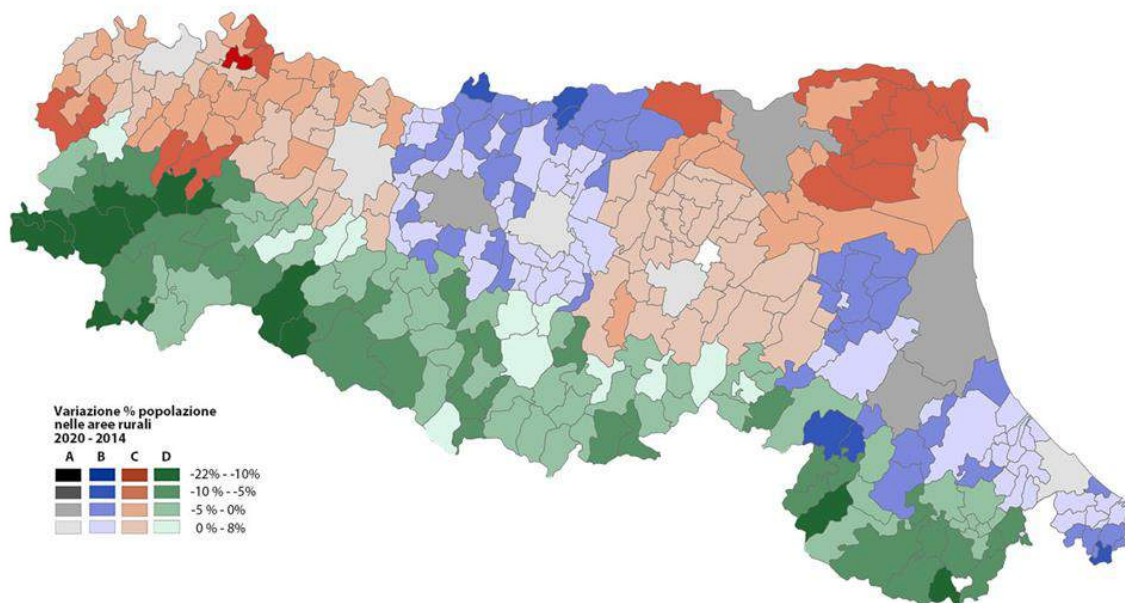 Variazione % popolazione
nelle aree rurali
2020 - 2014
A B C D
-22% - -10%
-10 % - -5%
-5 % - 0%
0 % - 8%